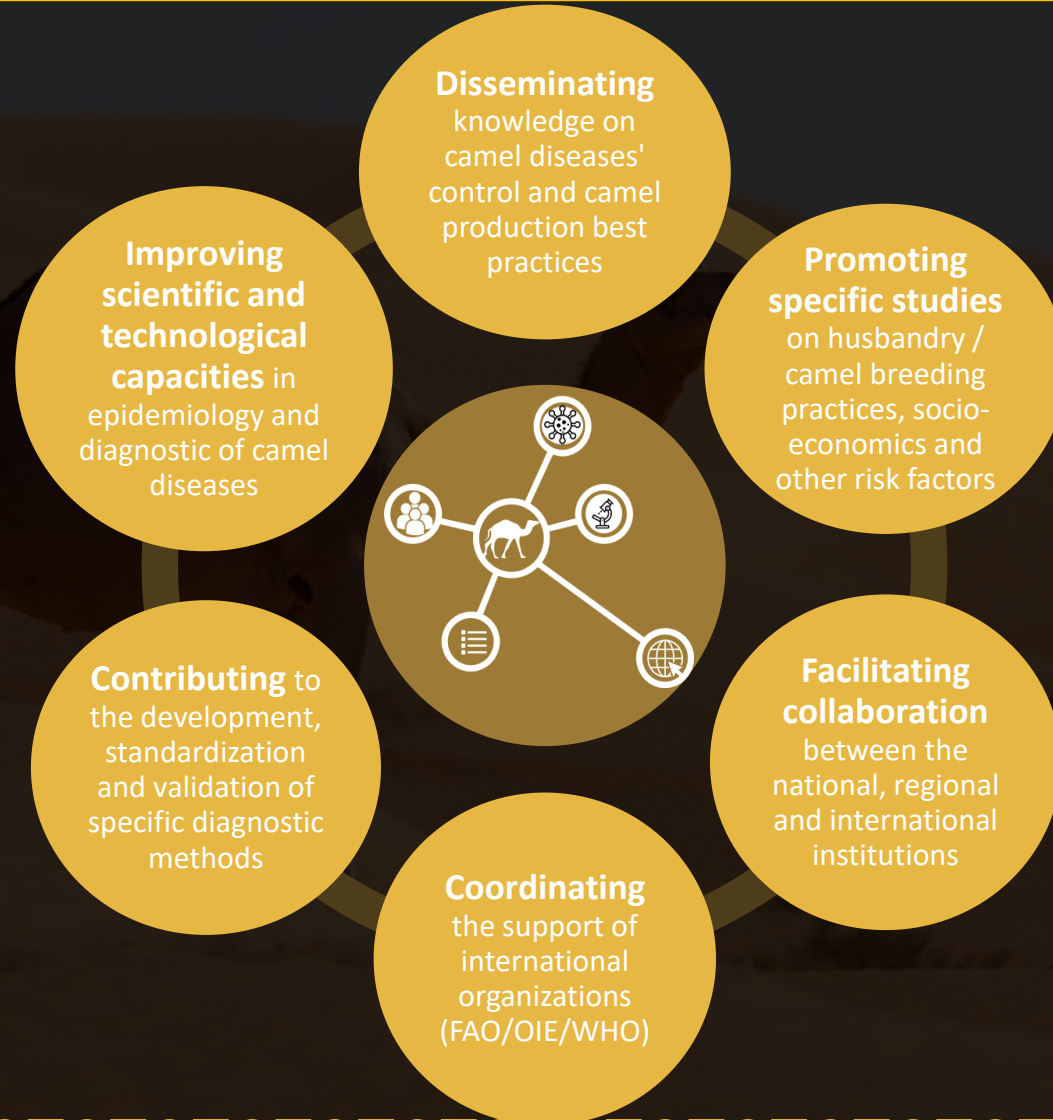 Disseminating
knowledge on
camel diseases'
control and camel
production best
practices
Promoting
specific studies
on husbandry /
camel breeding
practices, socio-
economics and
other risk factors
Facilitating
collaboration
between the
national, regional
and international
institutions
Coordinating
the support of
international
organizations
(FAO/OIE/WHO)
Contributing to
the development,
standardization
and validation of
specific diagnostic
methods
Improving
scientific and
technological
capacities in
epidemiology and
diagnostic of camel
diseases